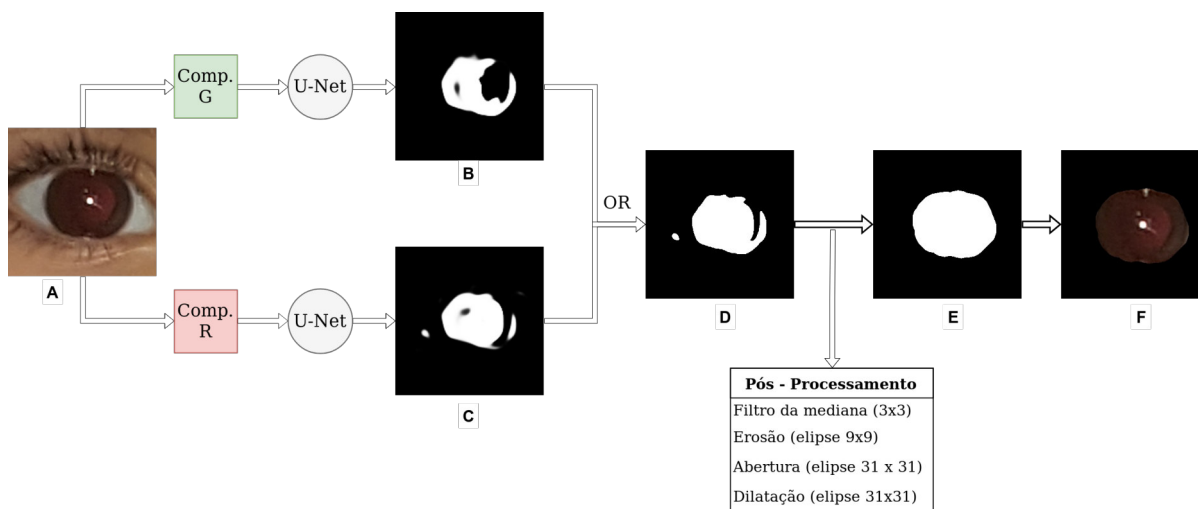 Comp.
G
U-Net
B
OR
A
Comp.
R
U-Net
C
D
E
F
Pós - Processamento
Filtro da mediana (3x3)
Erosão (elipse 9x9)
Abertura (elipse 31 x 31)
Dilatação (elipse 31x31)